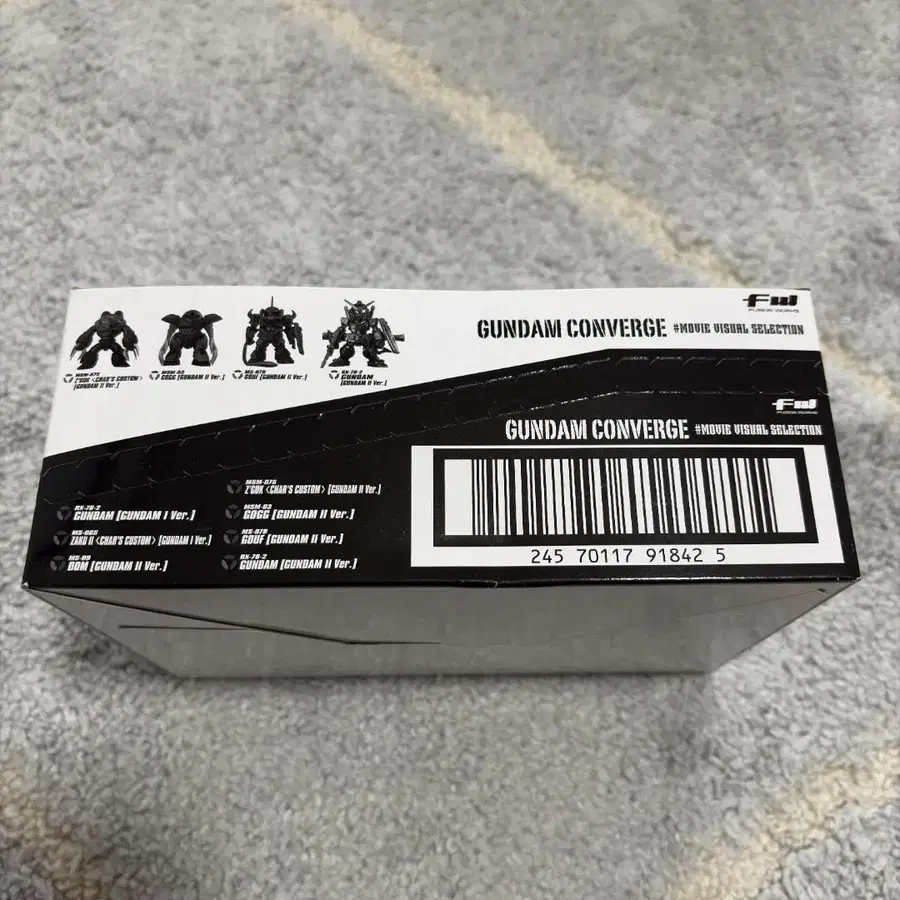 FW
FUSION WORKS
GUNDAM CONVERGE #MOVIE VISUAL SELECTION
MSM-07S
Z'GOK <CHAR'S CUSTOM>
[GUNDAM II Ver.]
MSM-03
GOGG [GUNDAM II Ver.]
MS-07B
GOUF [GUNDAM II Ver.]
RX-78-2
GUNDAM
[GUNDAM II Ver.]
FW
FUSION WORKS
GUNDAM CONVERGE #MOVIE VISUAL SELECTION
RX-78-2
GUNDAM [GUNDAM I Ver.]
MS-06S
ZAKU II <CHAR'S CUSTOM> [GUNDAM I Ver.]
MS-09
DOM [GUNDAM II Ver.]
MSM-07S
Z'GOK <CHAR'S CUSTOM> [GUNDAM II Ver.]
MSM-03
GOGG [GUNDAM II Ver.]
MS-07B
GOUF [GUNDAM II Ver.]
RX-78-2
GUNDAM [GUNDAM II Ver.]
245 70117 91842 5